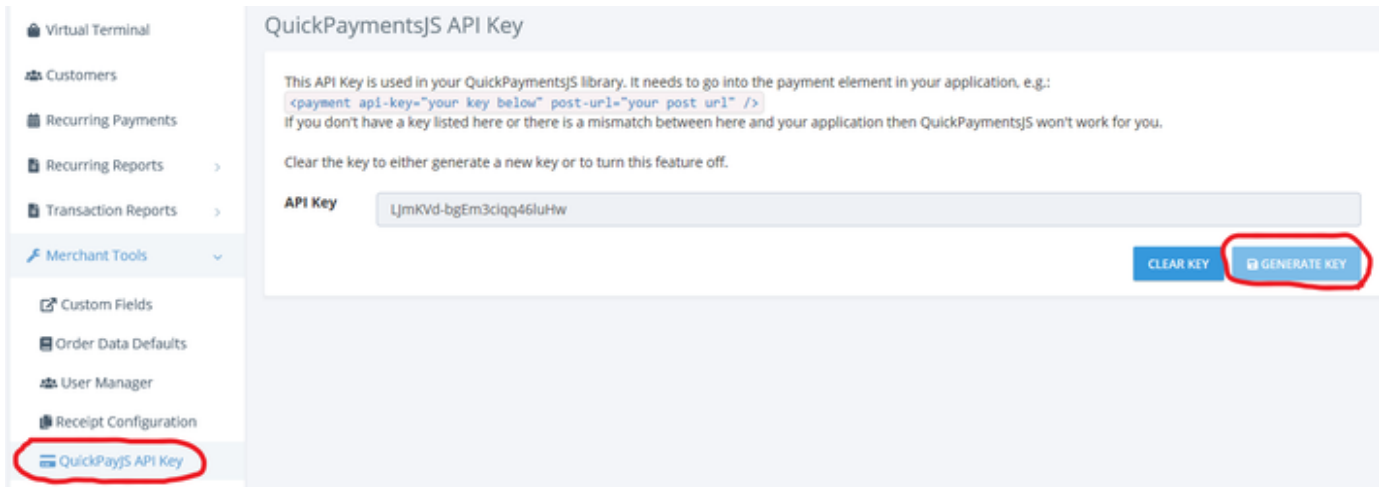 Virtual Terminal
Customers
Recurring Payments
Recurring Reports
Transaction Reports
Merchant Tools
Custom Fields
Order Data Defaults
User Manager
Receipt Configuration
QuickPayJS API Key
QuickPaymentsJS API Key
This API Key is used in your QuickPaymentsJS library. It needs to go into the payment element in your application, e.g.:
<payment api-key="your key below" post-url="your post url" />
If you don't have a key listed here or there is a mismatch between here and your application then QuickPaymentsJS won't work for you.
Clear the key to either generate a new key or to turn this feature off.
API Key
LJmKVd-bgEm3ciqq46luHw
CLEAR KEY
GENERATE KEY